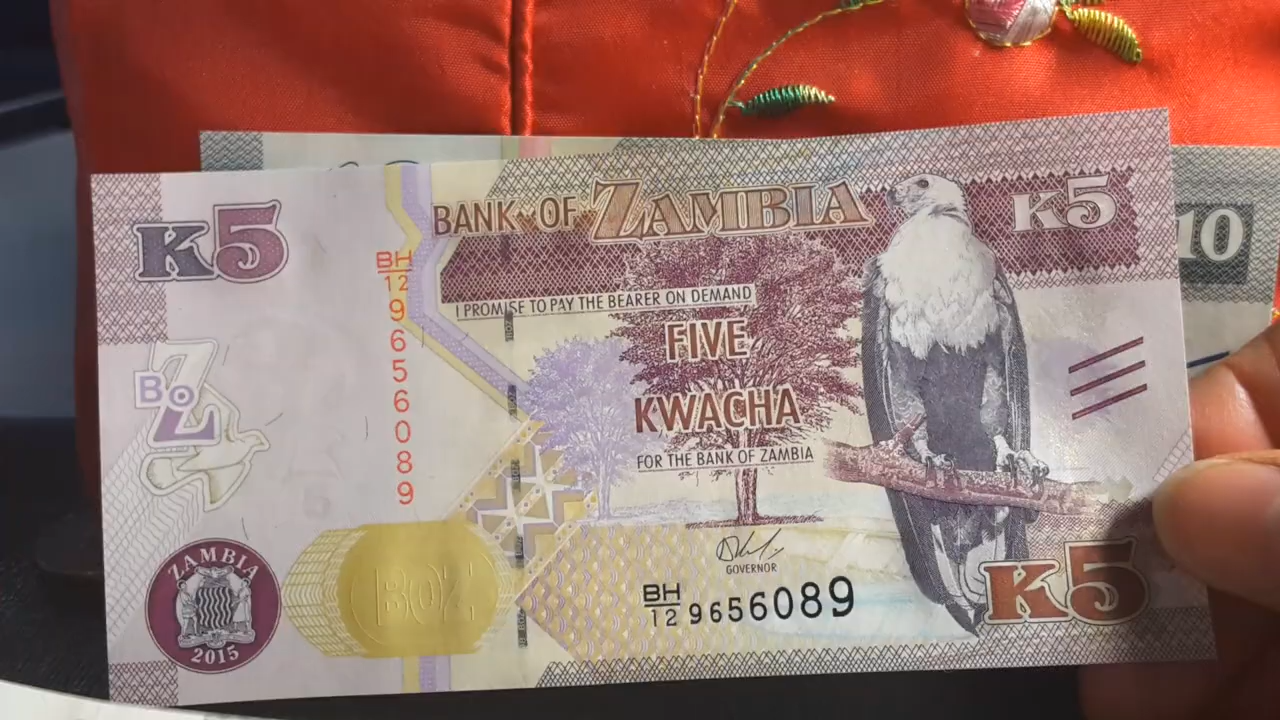 BANK OF ZAMBIA
K5
K5
10
BH/12 9656089
I PROMISE TO PAY THE BEARER ON DEMAND
FIVE
KWACHA
FOR THE BANK OF ZAMBIA
BoZ
GOVERNOR
BH/12 9656089
K5
BOZ
ZAMBIA
2015